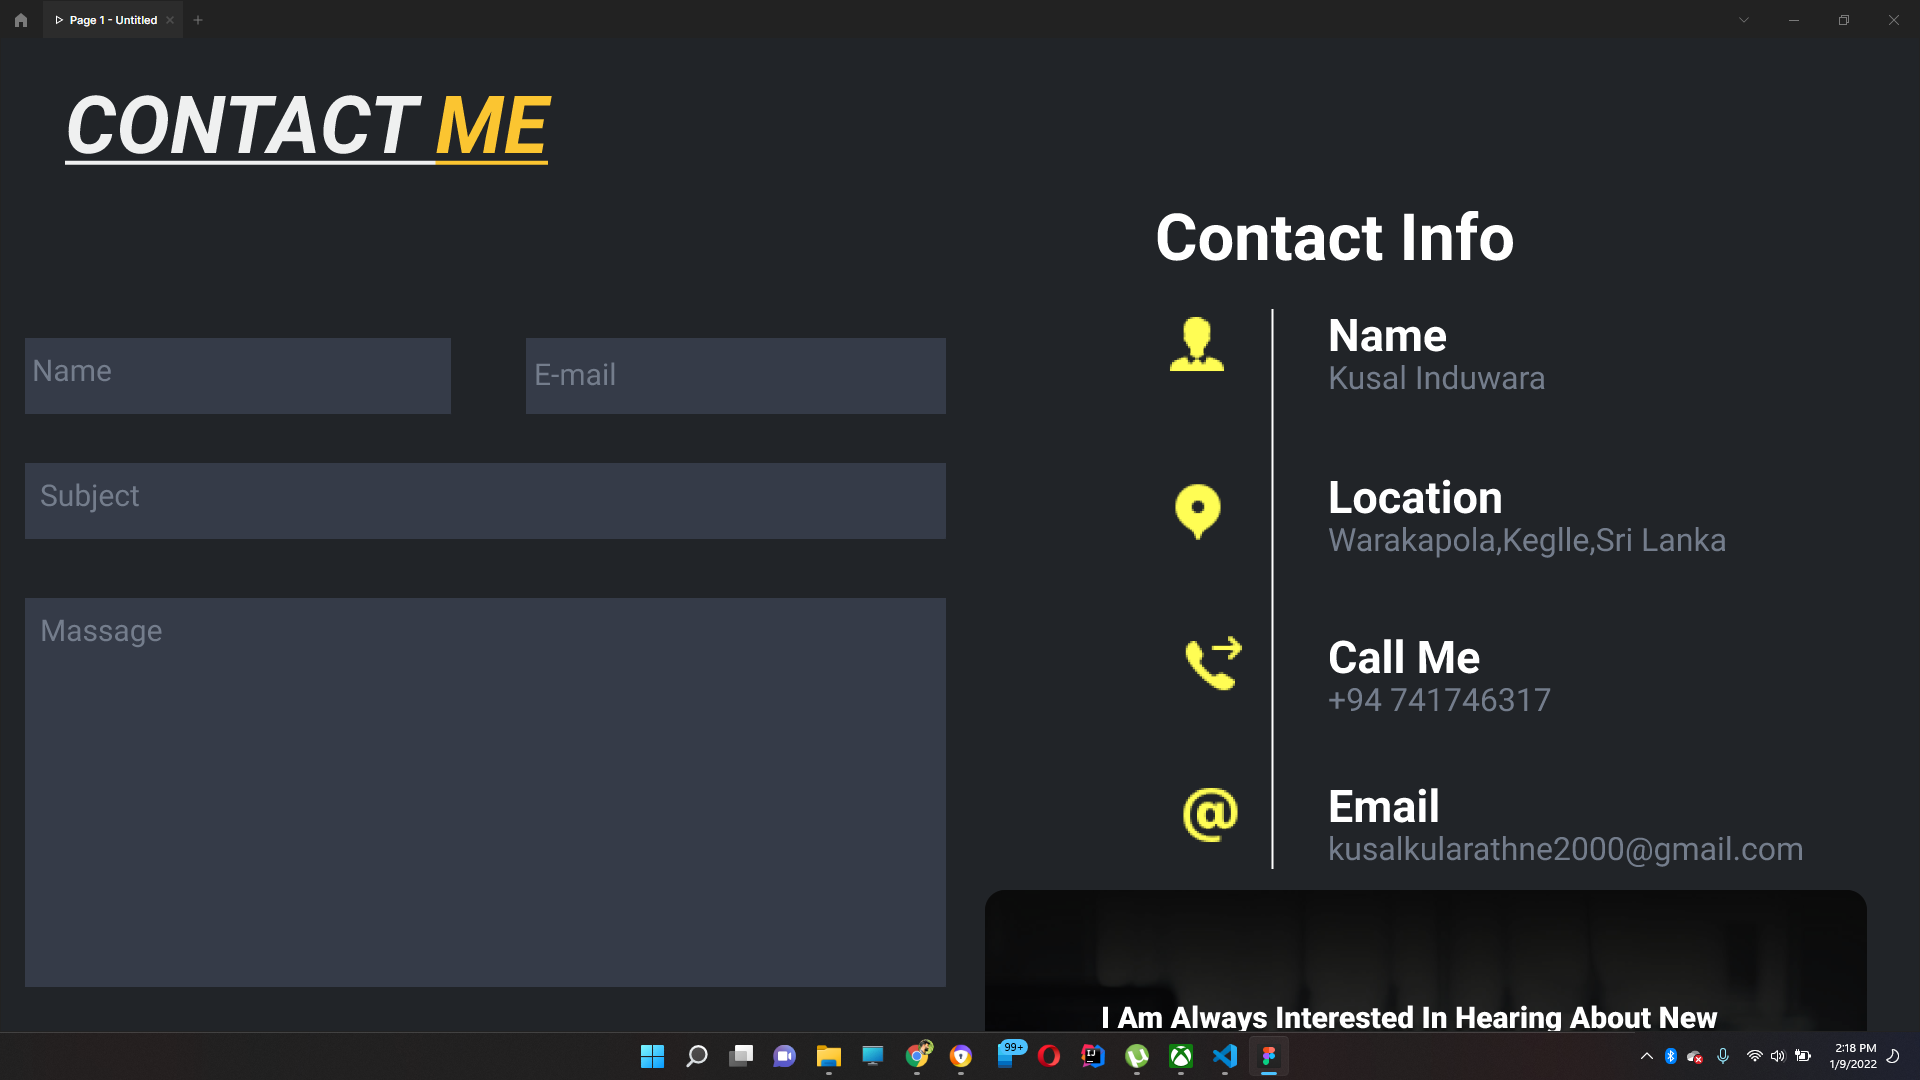 Page 1 - Untitled
CONTACT ME
Name
E-mail
Subject
Massage
Contact Info
Name
Kusal Induwara
Location
Warakapola,Keglle,Sri Lanka
Call Me
+94 741746317
Email
kusalkularathne2000@gmail.com
I Am Always Interested In Hearing About New
99+
2:18 PM
1/9/2022